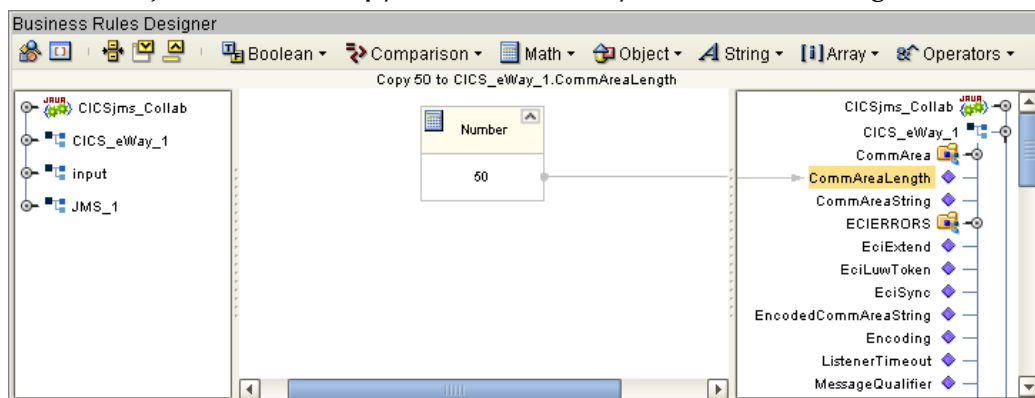 Business Rules Designer
Boolean Comparison Math Object String [i] Array Operators
Copy 50 to CICS_eWay_1.CommAreaLength
CICSjms_Collab
CICS_eWay_1
input
JMS_1
Number
50
CICSjms_Collab
CICS_eWay_1
CommArea
CommAreaLength
CommAreaString
ECIERRORS
EciExtend
EciLuwToken
EciSync
EncodedCommAreaString
Encoding
ListenerTimeout
MessageQualifier